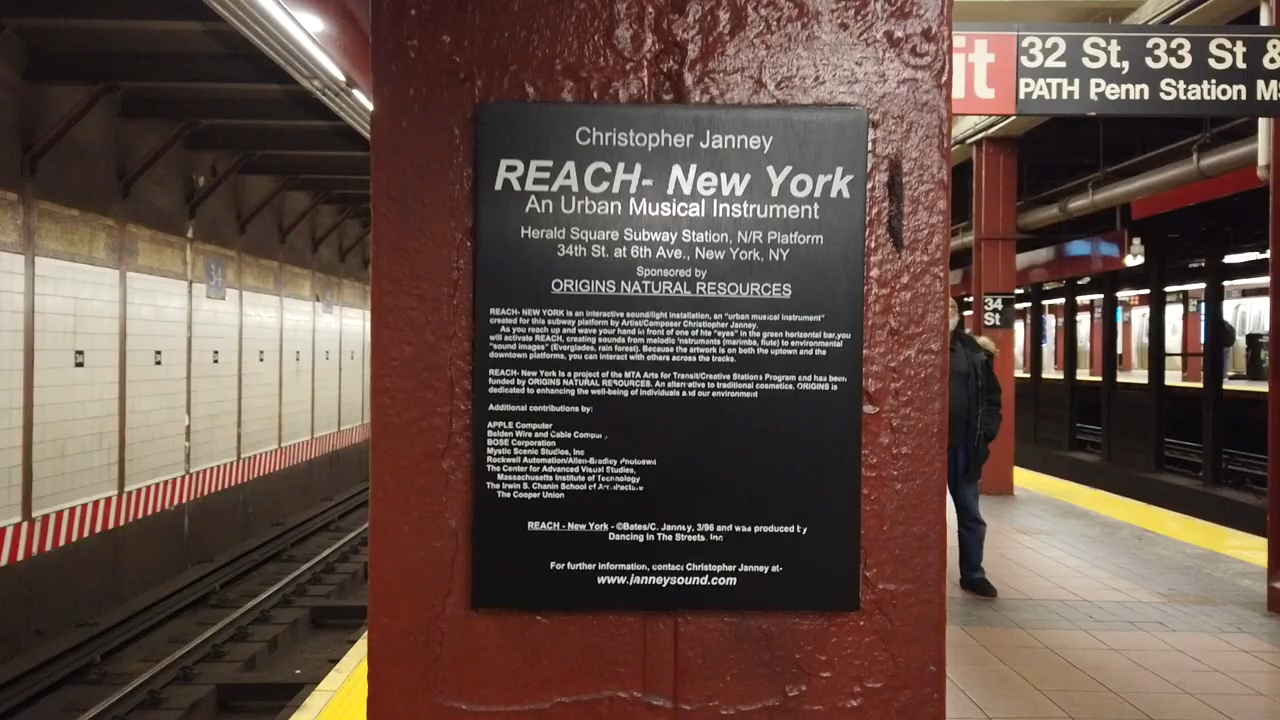 Christopher Janney
REACH- New York
An Urban Musical Instrument
Herald Square Subway Station, N/R Platform
34th St. at 6th Ave., New York, NY
Sponsored by
ORIGINS NATURAL RESOURCES
REACH- NEW YORK is an interactive sound/light installation, an "urban musical instrument"
created for this subway platform by Artist/Composer Christopher Janney.
As you reach up and wave your hand in front of one of hte "eyes" in the green horizontal bar,you
will activate REACH, creating sounds from melodic instruments (marimba, flute) to environmental
"sound images" (Everglades, rain forest). Because the artwork is on both the uptown and the
downtown platforms, you can interact with others across the tracks.
REACH- New York is a project of the MTA Arts for Transit/Creative Stations Program and has been
funded by ORIGINS NATURAL RESOURCES. An alternative to traditional cosmetics, ORIGINS is
dedicated to enhancing the well-being of individuals and our environment
Additional contributions by:
APPLE Computer
Belden Wire and Cable Company,
BOSE Corporation
Mystic Scenic Studios, Inc
Rockwell Automation/Allen-Bradley Photoswitch
The Center for Advanced Visual Studies,
Massachusetts Institute of Technology
The Irwin S. Chanin School of Architecture
The Cooper Union
REACH - New York - ©Bates/C. Janney, 3/96 and was produced by
Dancing In The Streets, Inc
For further information, contact Christopher Janney at-
www.janneysound.com
it
32 St, 33 St &
PATH Penn Station M
34
St
34
34
34